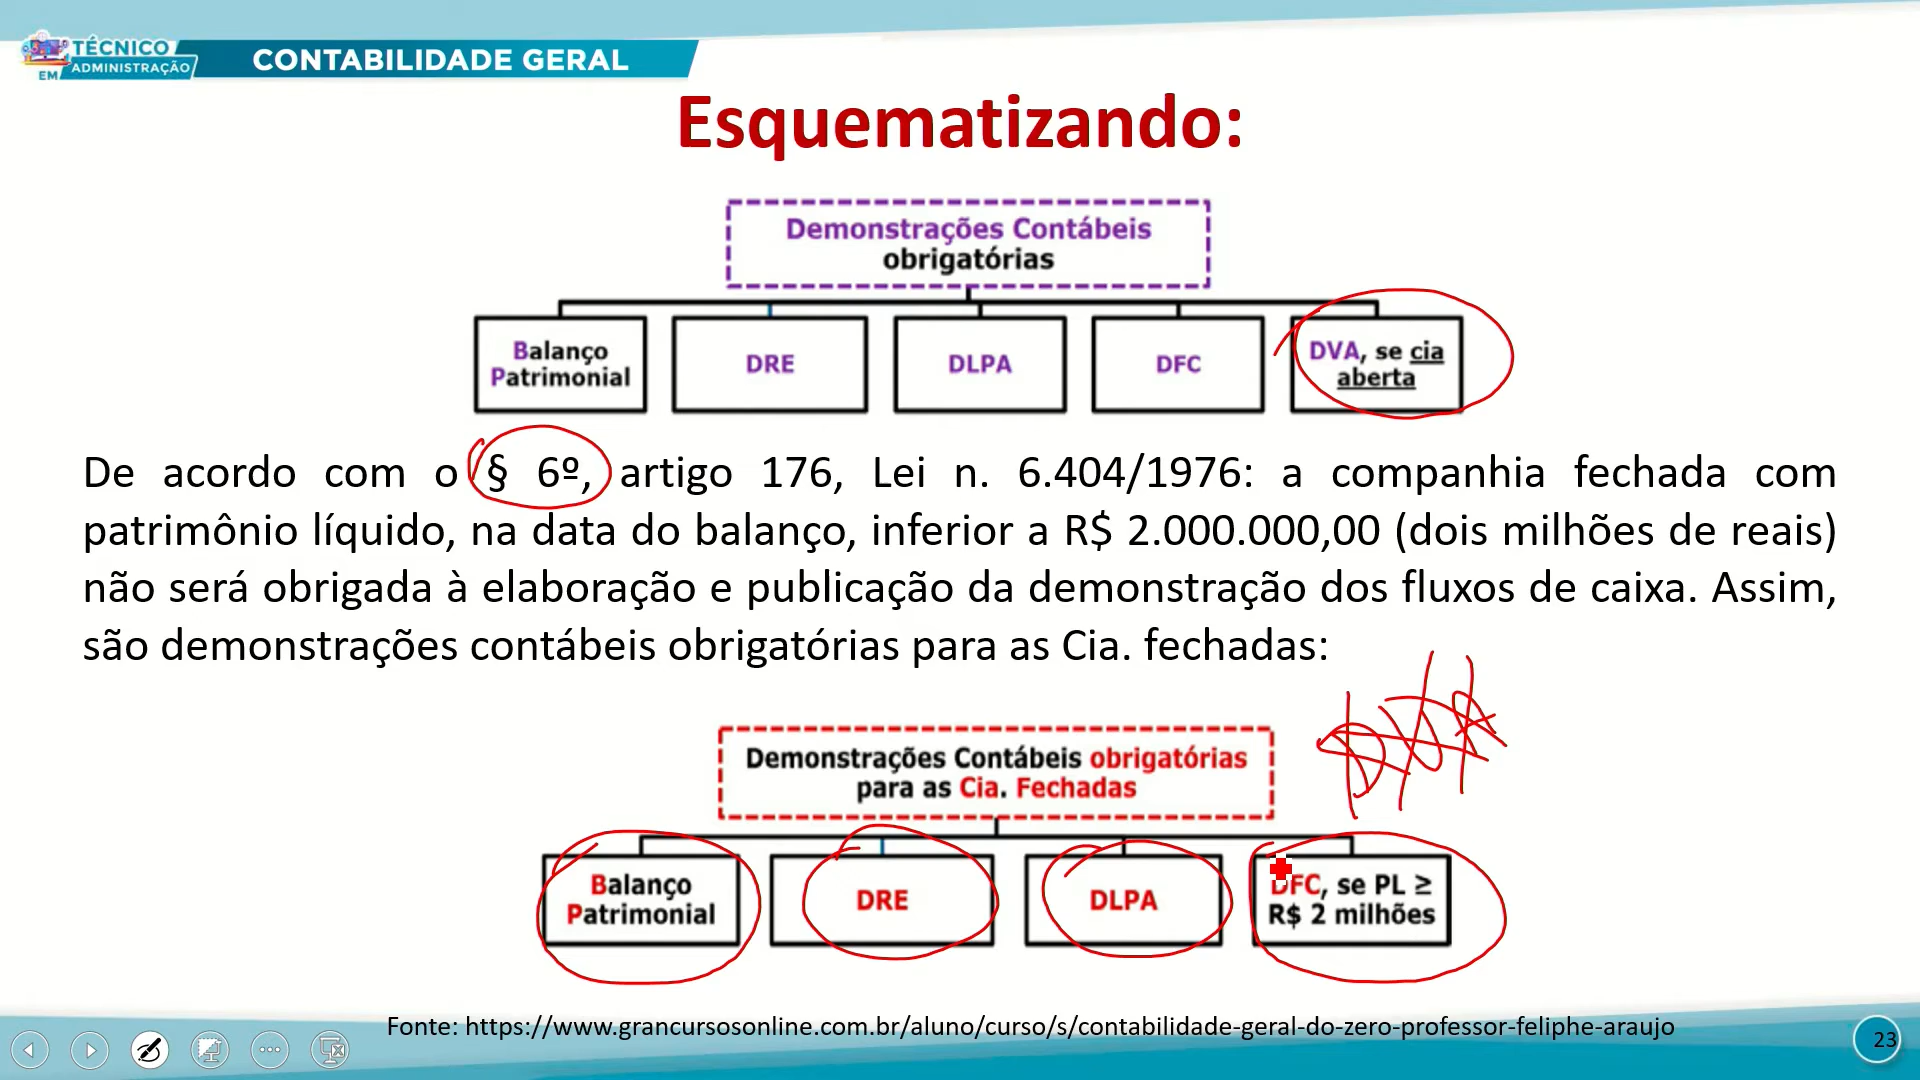 TÉCNICO
EM ADMINISTRAÇÃO
CONTABILIDADE GERAL
Esquematizando:
Demonstrações Contábeis
obrigatórias
Balanço
Patrimonial
DRE
DLPA
DFC
DVA, se cia
aberta
De acordo com o § 6º, artigo 176, Lei n. 6.404/1976: a companhia fechada com
patrimônio líquido, na data do balanço, inferior a R$ 2.000.000,00 (dois milhões de reais)
não será obrigada à elaboração e publicação da demonstração dos fluxos de caixa. Assim,
são demonstrações contábeis obrigatórias para as Cia. fechadas:
Demonstrações Contábeis obrigatórias
para as Cia. Fechadas
Balanço
Patrimonial
DRE
DLPA
DFC, se PL ≥
R$ 2 milhões
Fonte: https://www.grancursosonline.com.br/aluno/curso/s/contabilidade-geral-do-zero-professor-feliphe-araujo
23